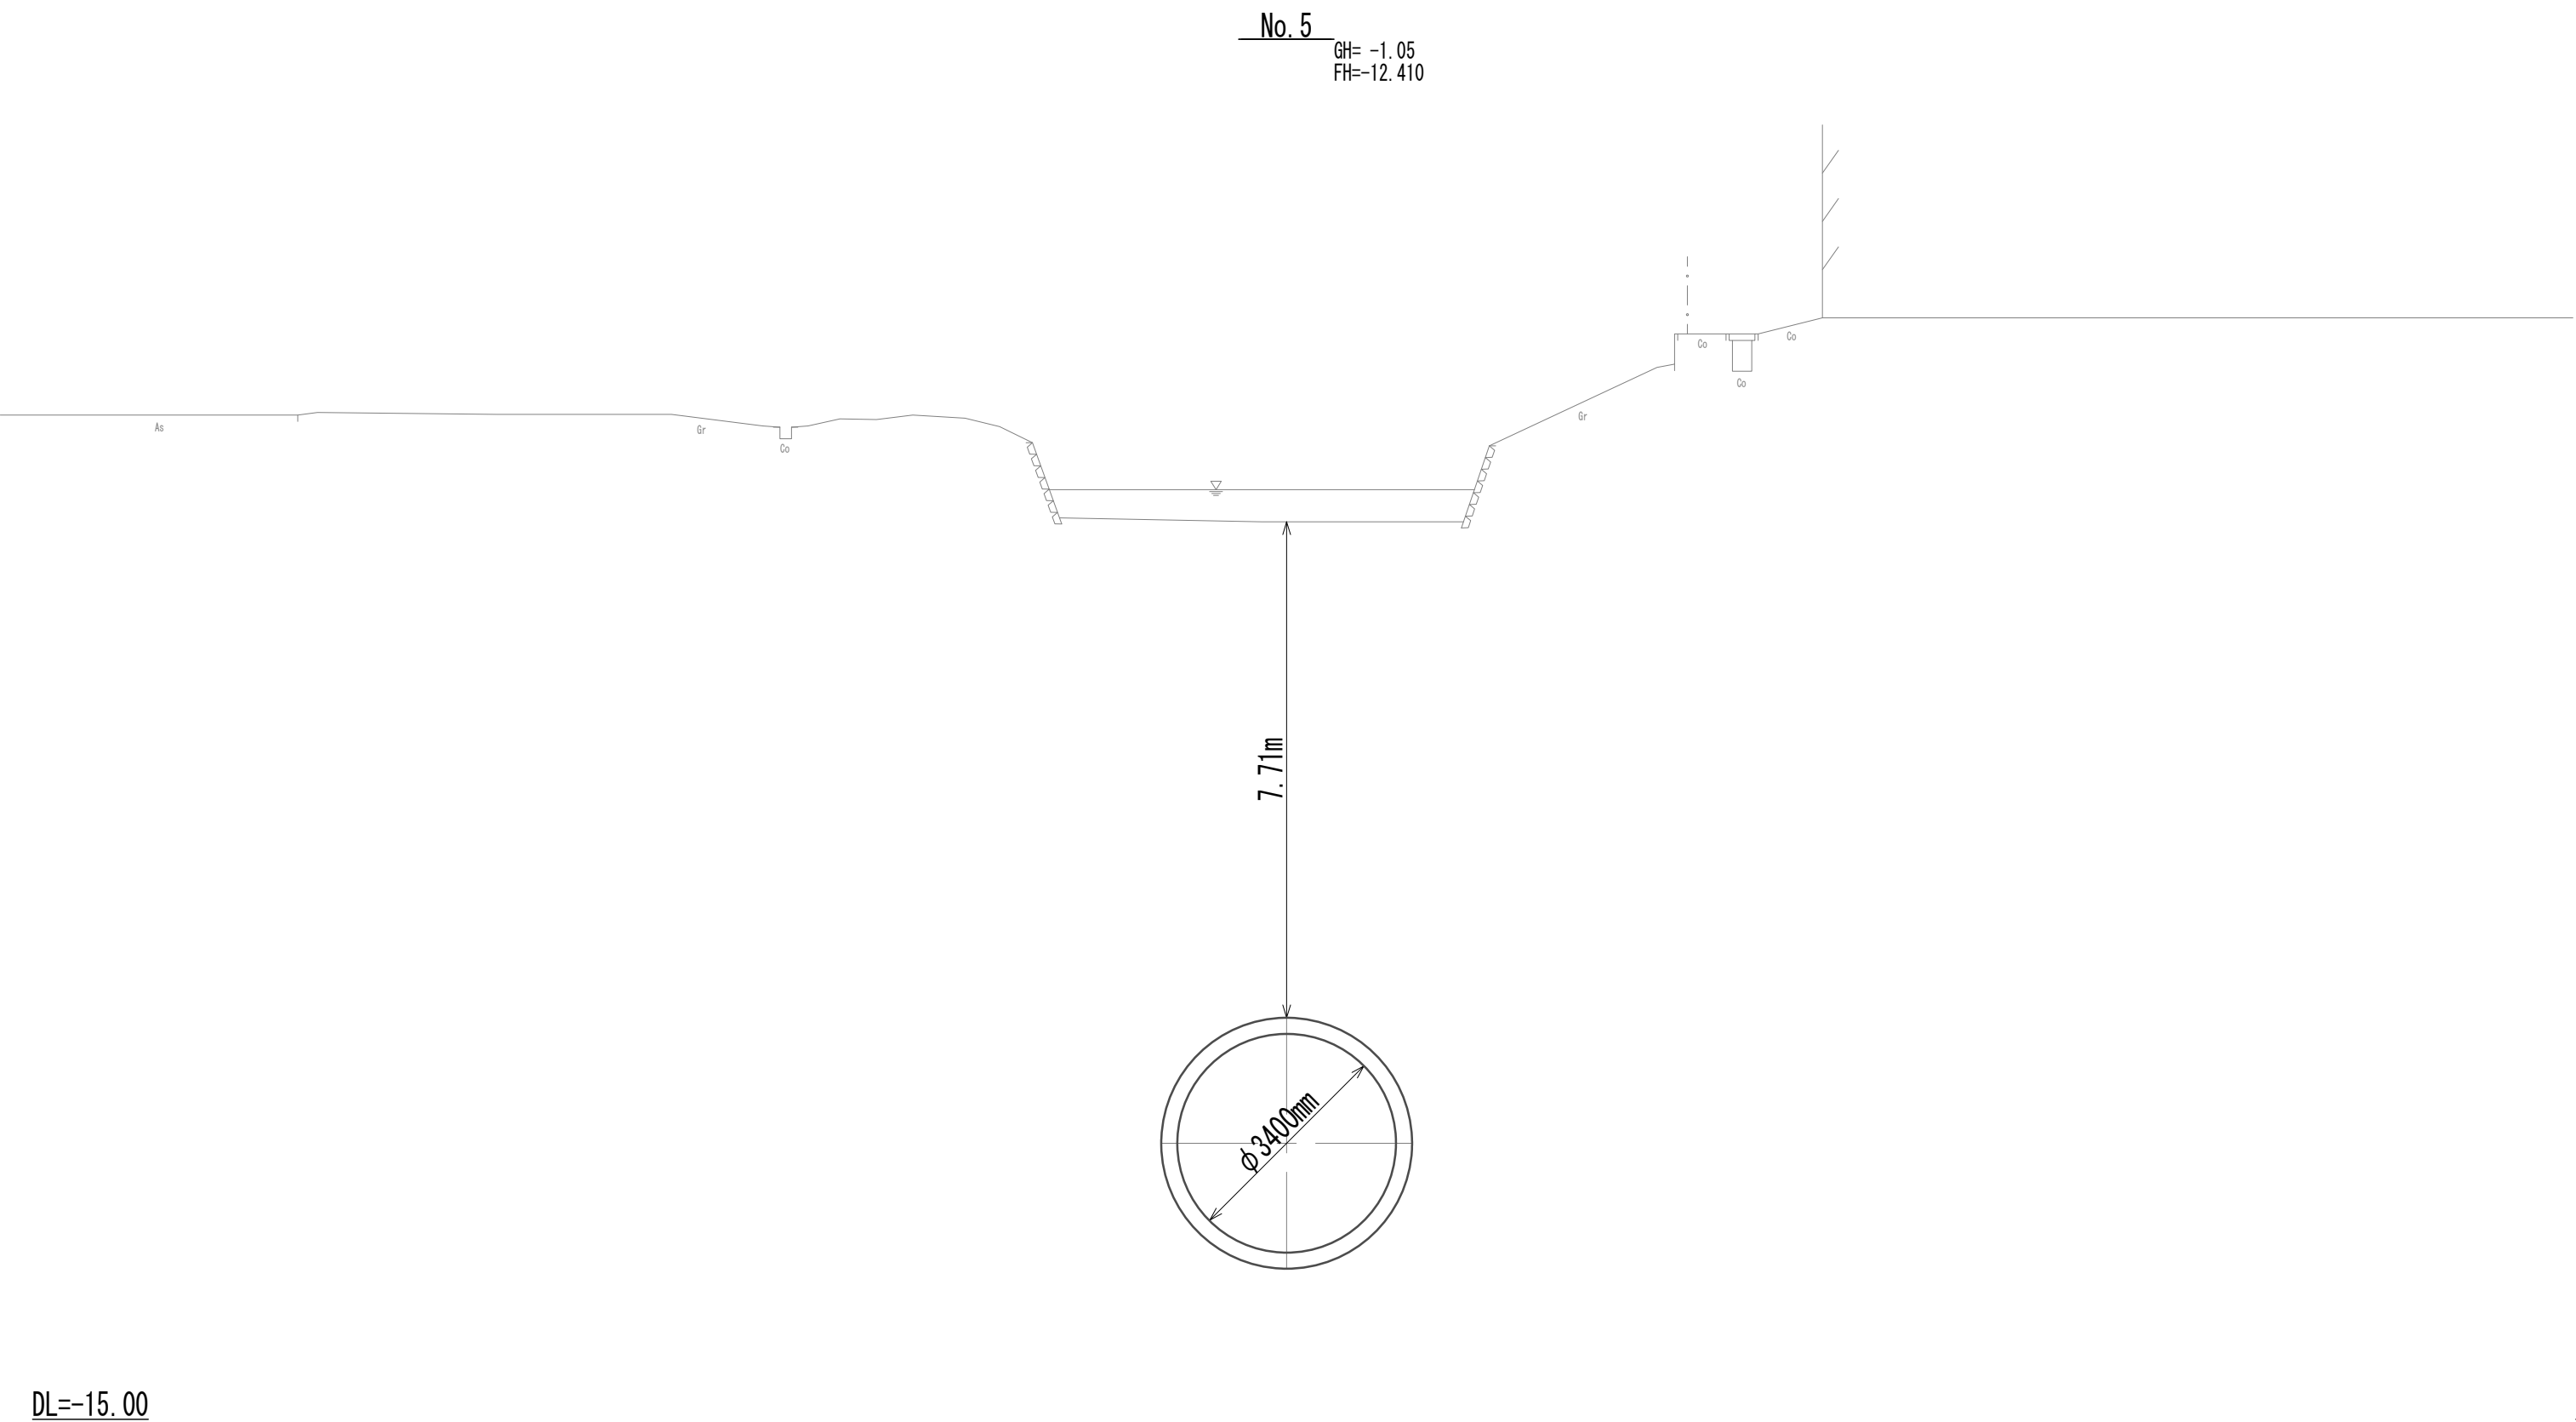 No.5
GH= -1.05
FH=-12.410
Co
Co
Co
As
Gr
Co
Gr
7.71m
φ3400mm
DL=-15.00